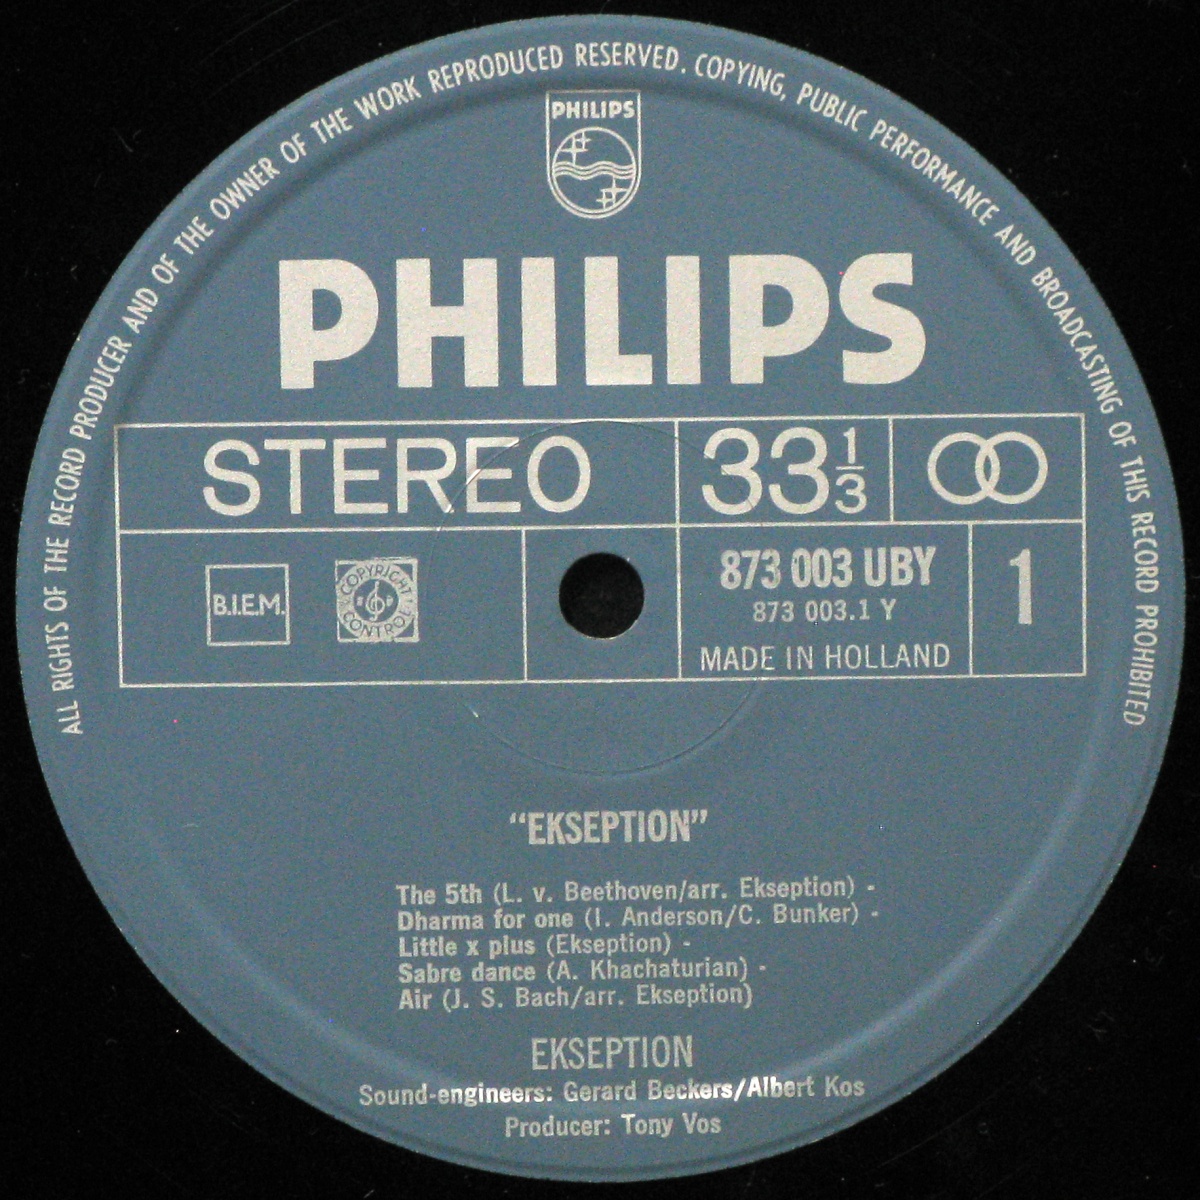 ALL RIGHTS OF THE RECORD PRODUCER AND OF THE OWNER OF THE WORK REPRODUCED RESERVED. COPYING, PUBLIC PERFORMANCE AND BROADCASTING OF THIS RECORD PROHIBITED
PHILIPS
PHILIPS
STEREO 33 1/3
B.I.E.M. COPYRIGHT CONTROL
873 003 UBY 1
873 003.1 Y
MADE IN HOLLAND
“EKSEPTION”
The 5th (L. v. Beethoven/arr. Ekseption) -
Dharma for one (I. Anderson/C. Bunker) -
Little x plus (Ekseption) -
Sabre dance (A. Khachaturian) -
Air (J. S. Bach/arr. Ekseption)
EKSEPTION
Sound-engineers: Gerard Beckers/Albert Kos
Producer: Tony Vos